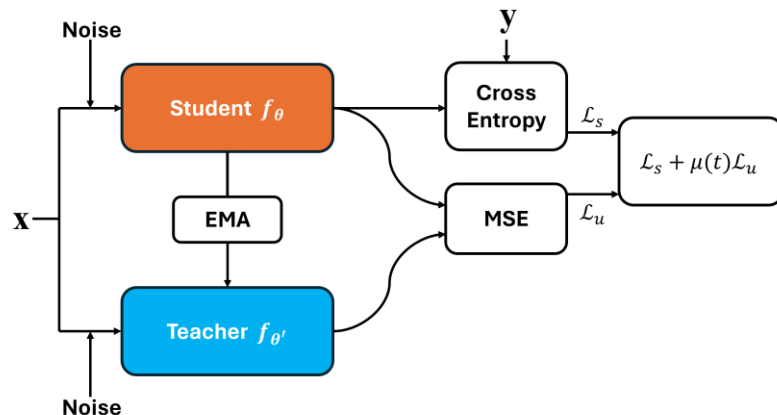 Noise
y
Student f_θ
Cross
Entropy
ℒ_s
ℒ_s + μ(t)ℒ_u
x
EMA
MSE
ℒ_u
Teacher f_θ′
Noise